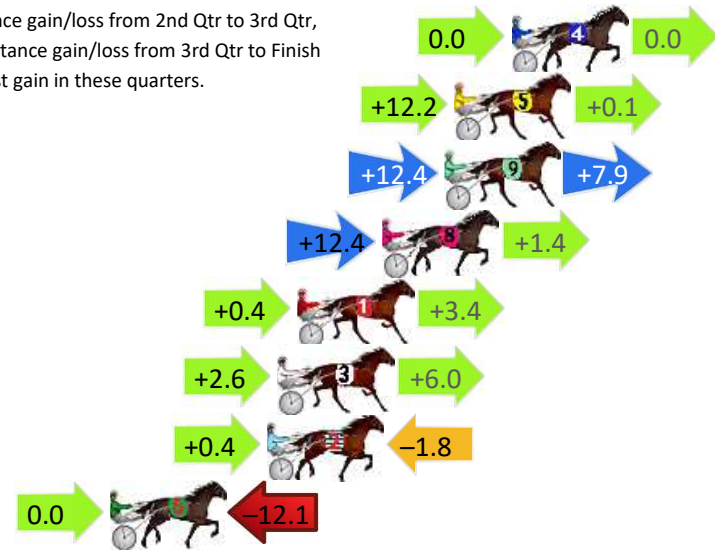 nce gain/loss from 2nd Qtr to 3rd Qtr,
tance gain/loss from 3rd Qtr to Finish
st gain in these quarters.
0.0 4 0.0
+12.2 5 +0.1
+12.4 9 +7.9
+12.4 8 +1.4
+0.4 1 +3.4
+2.6 3 +6.0
+0.4 2 –1.8
0.0 –12.1